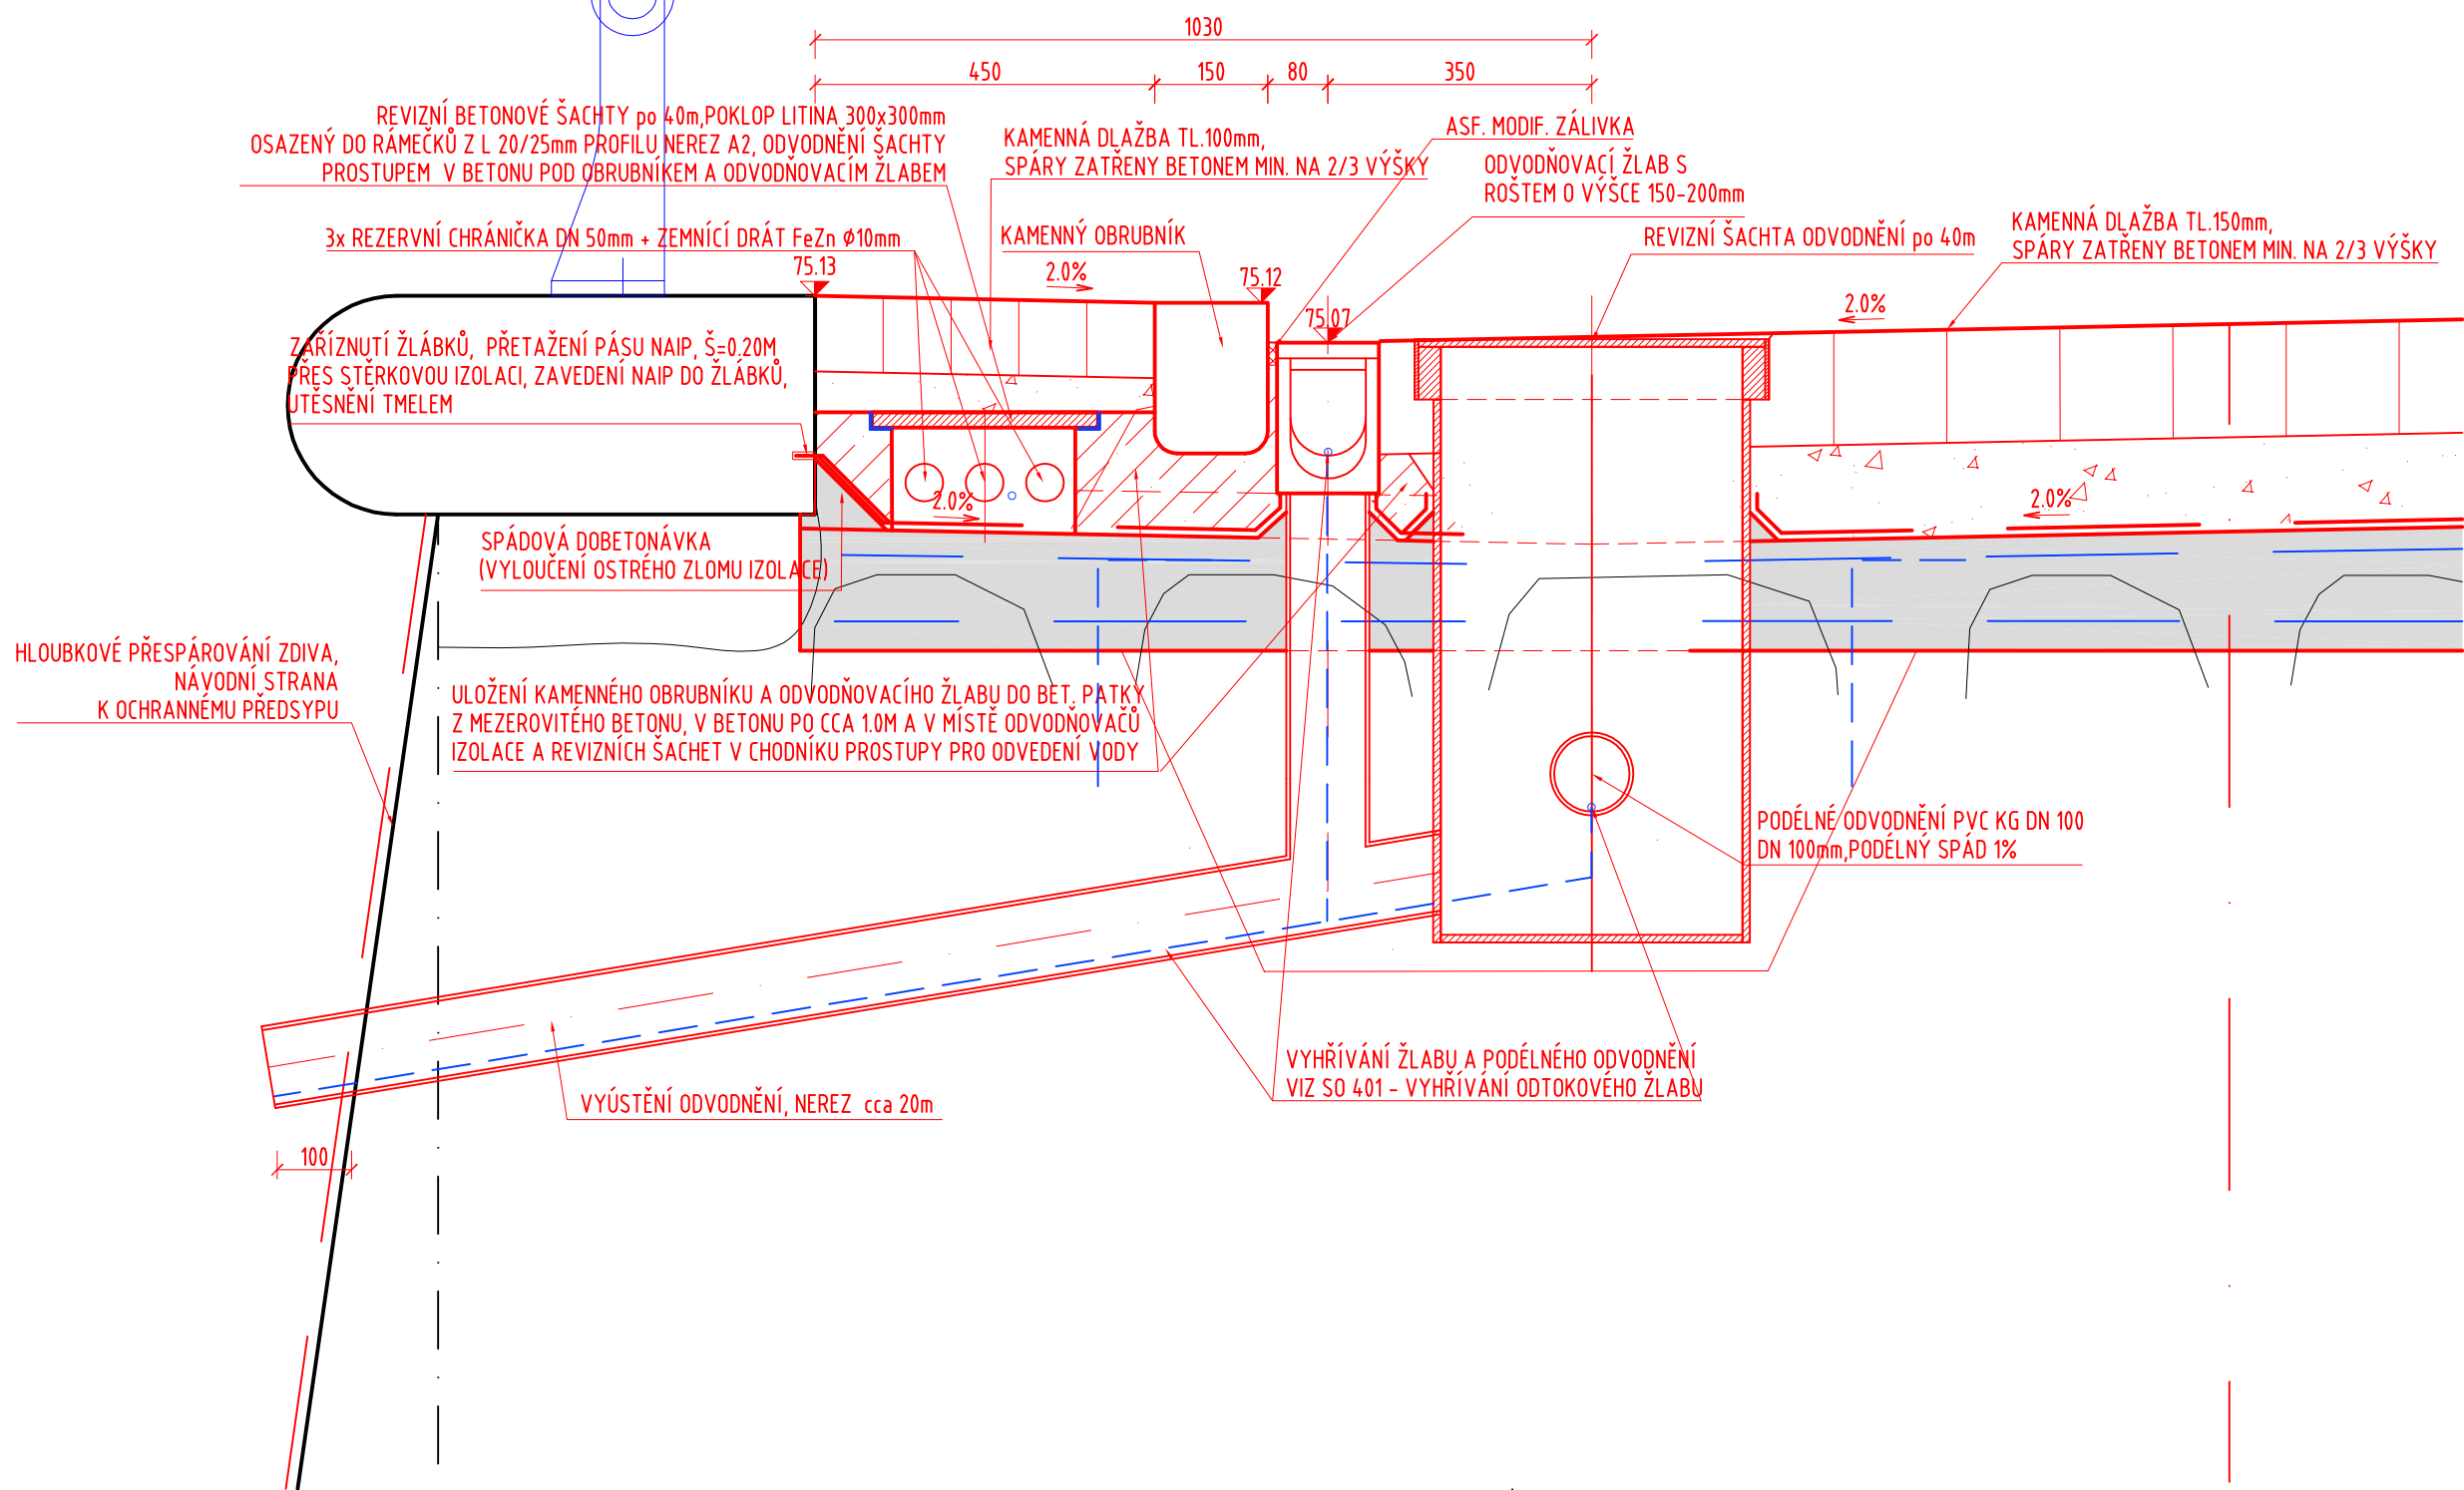 1030
450
150
80
350
REVIZNÍ BETONOVÉ ŠACHTY po 40m,POKLOP LITINA 300x300mm
OSAZENÝ DO RÁMEČKŮ Z L 20/25mm PROFILU NEREZ A2, ODVODNĚNÍ ŠACHTY
PROSTUPEM V BETONU POD OBRUBNÍKEM A ODVODŇOVACÍM ŽLABEM
KAMENNÁ DLAŽBA TL.100mm,
SPÁRY ZATŘENY BETONEM MIN. NA 2/3 VÝŠKY
ASF. MODIF. ZÁLIVKA
ODVODŇOVACÍ ŽLAB S
ROŠTEM O VÝŠCE 150-200mm
3x REZERVNÍ CHRÁNIČKA DN 50mm + ZEMNÍCÍ DRÁT FeZn Ø10mm
KAMENNÝ OBRUBNÍK
REVIZNÍ ŠACHTA ODVODNĚNÍ po 40m
KAMENNÁ DLAŽBA TL.150mm,
SPÁRY ZATŘENY BETONEM MIN. NA 2/3 VÝŠKY
75.13
2.0%
75.12
75.07
2.0%
ZAŘÍZNUTÍ ŽLÁBKŮ, PŘETAŽENÍ PÁSU NAIP, Š=0.20M
PŘES STĚRKOVOU IZOLACI, ZAVEDENÍ NAIP DO ŽLÁBKŮ,
UTĚSNĚNÍ TMELEM
2.0%
2.0%
SPÁDOVÁ DOBETONÁVKA
(VYLOUČENÍ OSTRÉHO ZLOMU IZOLACE)
HLOUBKOVÉ PŘESPÁROVÁNÍ ZDIVA,
NÁVODNÍ STRANA
K OCHRANNÉMU PŘEDSYPU
ULOŽENÍ KAMENNÉHO OBRUBNÍKU A ODVODŇOVACÍHO ŽLABU DO BET. PATKY
Z MEZEROVITÉHO BETONU, V BETONU PO CCA 1.0M A V MÍSTĚ ODVODŇOVAČŮ
IZOLACE A REVIZNÍCH ŠACHET V CHODNÍKU PROSTUPY PRO ODVEDENÍ VODY
PODÉLNÉ ODVODNĚNÍ PVC KG DN 100
DN 100mm,PODÉLNÝ SPÁD 1%
VYHŘÍVÁNÍ ŽLABU A PODÉLNÉHO ODVODNĚNÍ
VIZ SO 401 - VYHŘÍVÁNÍ ODTOKOVÉHO ŽLABU
VYÚSTĚNÍ ODVODNĚNÍ, NEREZ cca 20m
100